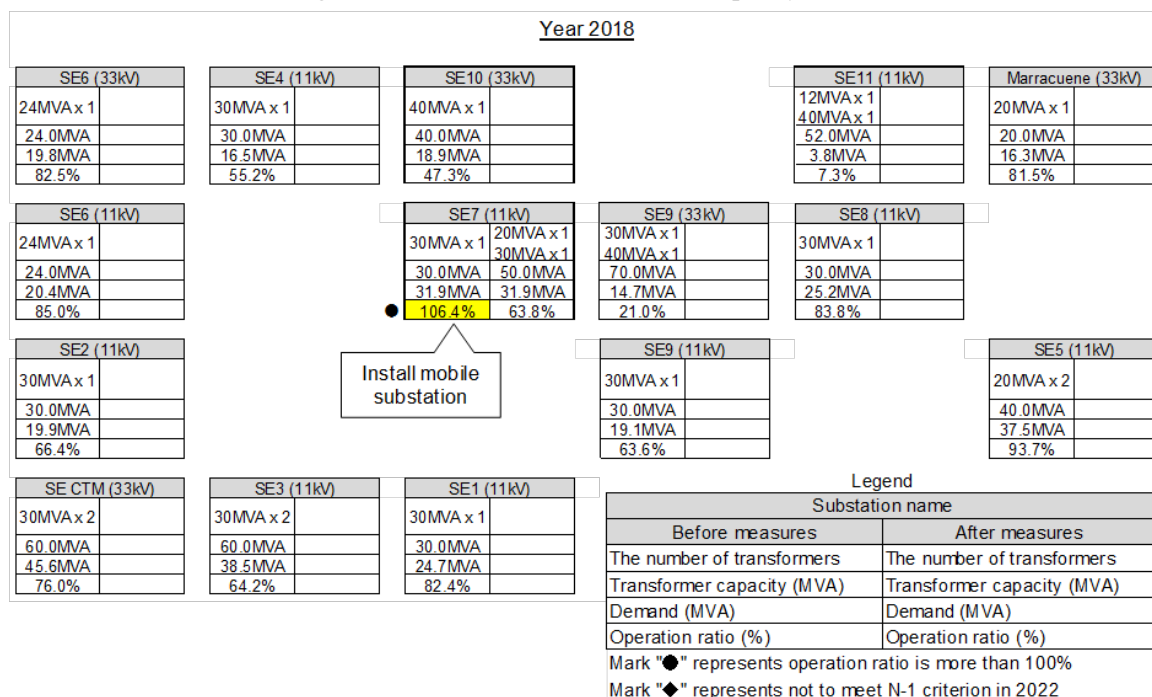 Year 2018
SE6 (33kV)
24MVA x 1
24.0MVA
19.8MVA
82.5%
SE4 (11kV)
30MVA x 1
30.0MVA
16.5MVA
55.2%
SE10 (33kV)
40MVA x 1
40.0MVA
18.9MVA
47.3%
SE11 (11kV)
12MVA x 1
40MVA x 1
52.0MVA
3.8MVA
7.3%
Marracuene (33kV)
20MVA x 1
20.0MVA
16.3MVA
81.5%
SE6 (11kV)
24MVA x 1
24.0MVA
20.4MVA
85.0%
SE7 (11kV)
30MVA x 1 20MVA x 1
30MVA x 1
30.0MVA 50.0MVA
31.9MVA 31.9MVA
● 106.4% 63.8%
Install mobile
substation
SE9 (33kV)
30MVA x 1
40MVA x 1
70.0MVA
14.7MVA
21.0%
SE8 (11kV)
30MVA x 1
30.0MVA
25.2MVA
83.8%
SE2 (11kV)
30MVA x 1
30.0MVA
19.9MVA
66.4%
SE9 (11kV)
30MVA x 1
30.0MVA
19.1MVA
63.6%
SE5 (11kV)
20MVA x 2
40.0MVA
37.5MVA
93.7%
SE CTM (33kV)
30MVA x 2
60.0MVA
45.6MVA
76.0%
SE3 (11kV)
30MVA x 2
60.0MVA
38.5MVA
64.2%
SE1 (11kV)
30MVA x 1
30.0MVA
24.7MVA
82.4%
Legend
Substation name
Before measures After measures
The number of transformers The number of transformers
Transformer capacity (MVA) Transformer capacity (MVA)
Demand (MVA) Demand (MVA)
Operation ratio (%) Operation ratio (%)
Mark "●" represents operation ratio is more than 100%
Mark "◆" represents not to meet N-1 criterion in 2022